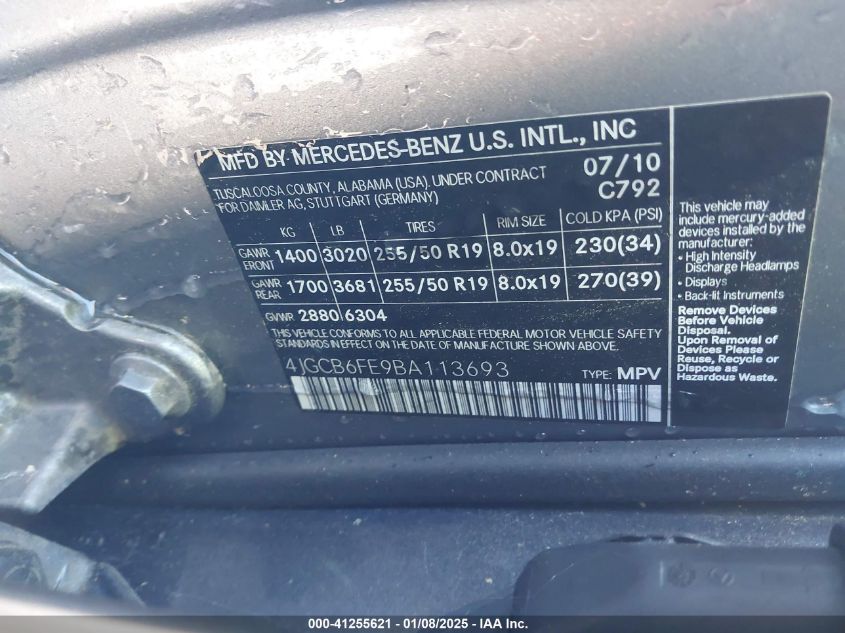 MFD BY MERCEDES-BENZ U.S. INTL., INC
TUSCALOOSA COUNTY, ALABAMA (USA). UNDER CONTRACT
FOR DAIMLER AG, STUTTGART (GERMANY)
07/10
C792
KG LB TIRES RIM SIZE COLD KPA (PSI)
GAWR FRONT 1400 3020 255/50 R19 8.0x19 230(34)
GAWR REAR 1700 3681 255/50 R19 8.0x19 270(39)
GVWR 2880 6304
THIS VEHICLE CONFORMS TO ALL APPLICABLE FEDERAL MOTOR VEHICLE SAFETY
STANDARDS IN EFFECT ON THE DATE OF MANUFACTURE SHOWN ABOVE.
4JGCB6FE9BA113693 TYPE: MPV
This vehicle may
include mercury-added
devices installed by the
manufacturer:
• High Intensity
Discharge Headlamps
• Displays
• Back-lit Instruments
Remove Devices
Before Vehicle
Disposal.
Upon Removal of
Devices Please
Reuse, Recycle or
Dispose as
Hazardous Waste.
000-41255621 - 01/08/2025 - IAA Inc.